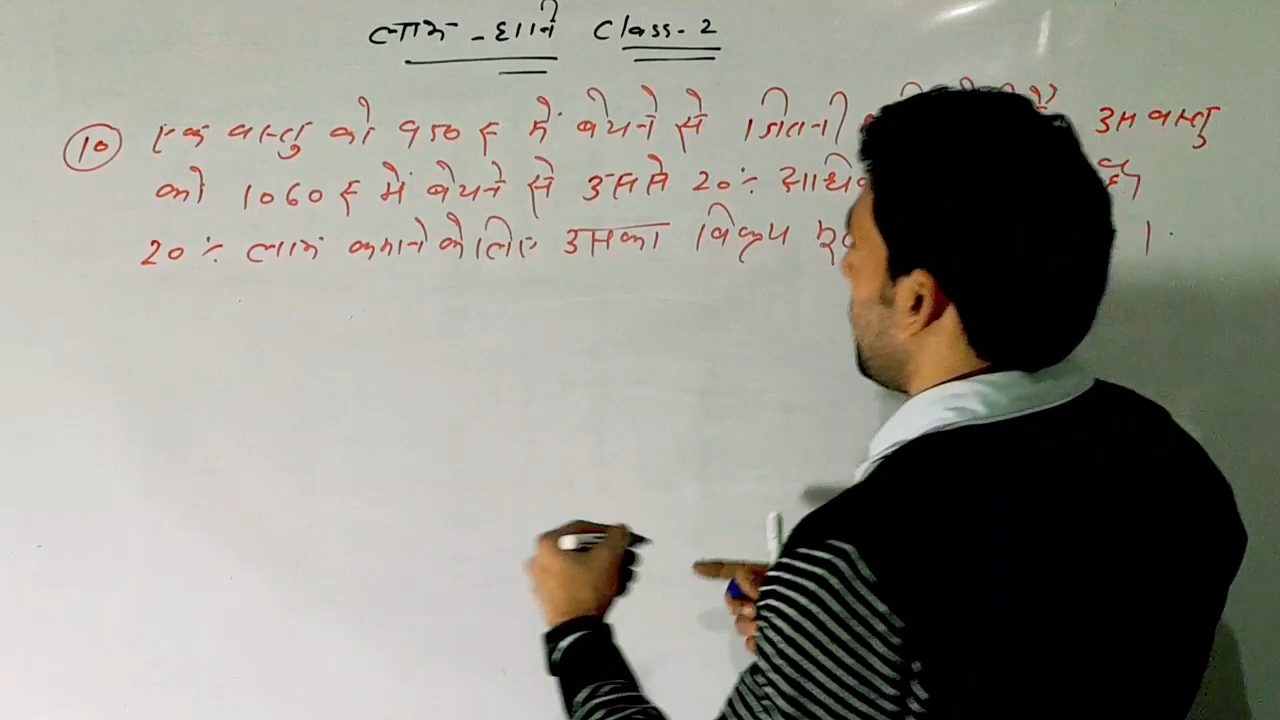 लाभ - हानि Class - 2
10 एक वस्तु को 950 रु में बेचने से जितनी उस वस्तु
को 1060 रु में बेचने से उससे 20% अधिक
20% लाभ कमाने के लिए उसका विक्रय ।